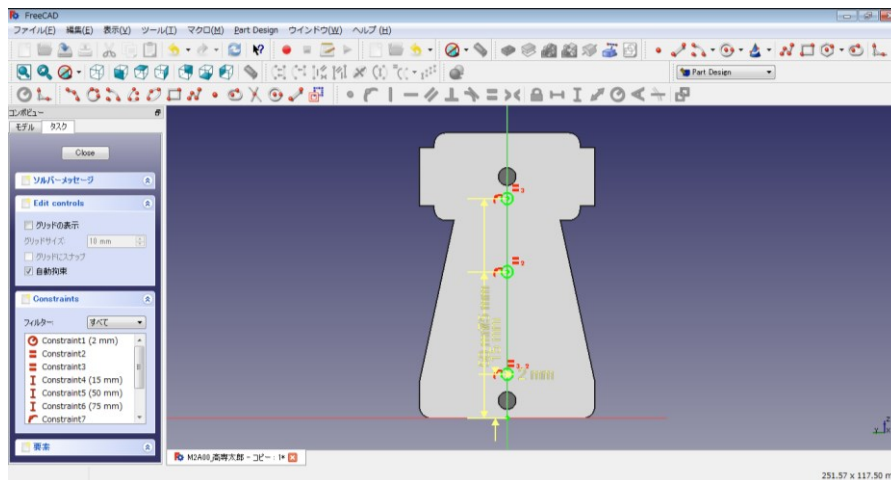 FreeCAD
ファイル(F) 編集(E) 表示(V) ツール(T) マクロ(M) Part Design ウインドウ(W) ヘルプ(H)
Part Design
コンボビュー
モデル タスク
Close
ソルバーメッセージ
Edit controls
グリッドの表示
グリッドサイズ: 10 mm
グリッドにスナップ
自動拘束
Constraints
フィルター: すべて
Constraint1 (2 mm)
Constraint2
Constraint3
Constraint4 (15 mm)
Constraint5 (50 mm)
Constraint6 (75 mm)
Constraint7
要素
3
2
3, 2
2 mm
M2A00_高専太郎 - コピー : 1*
251.57 x 117.50 m